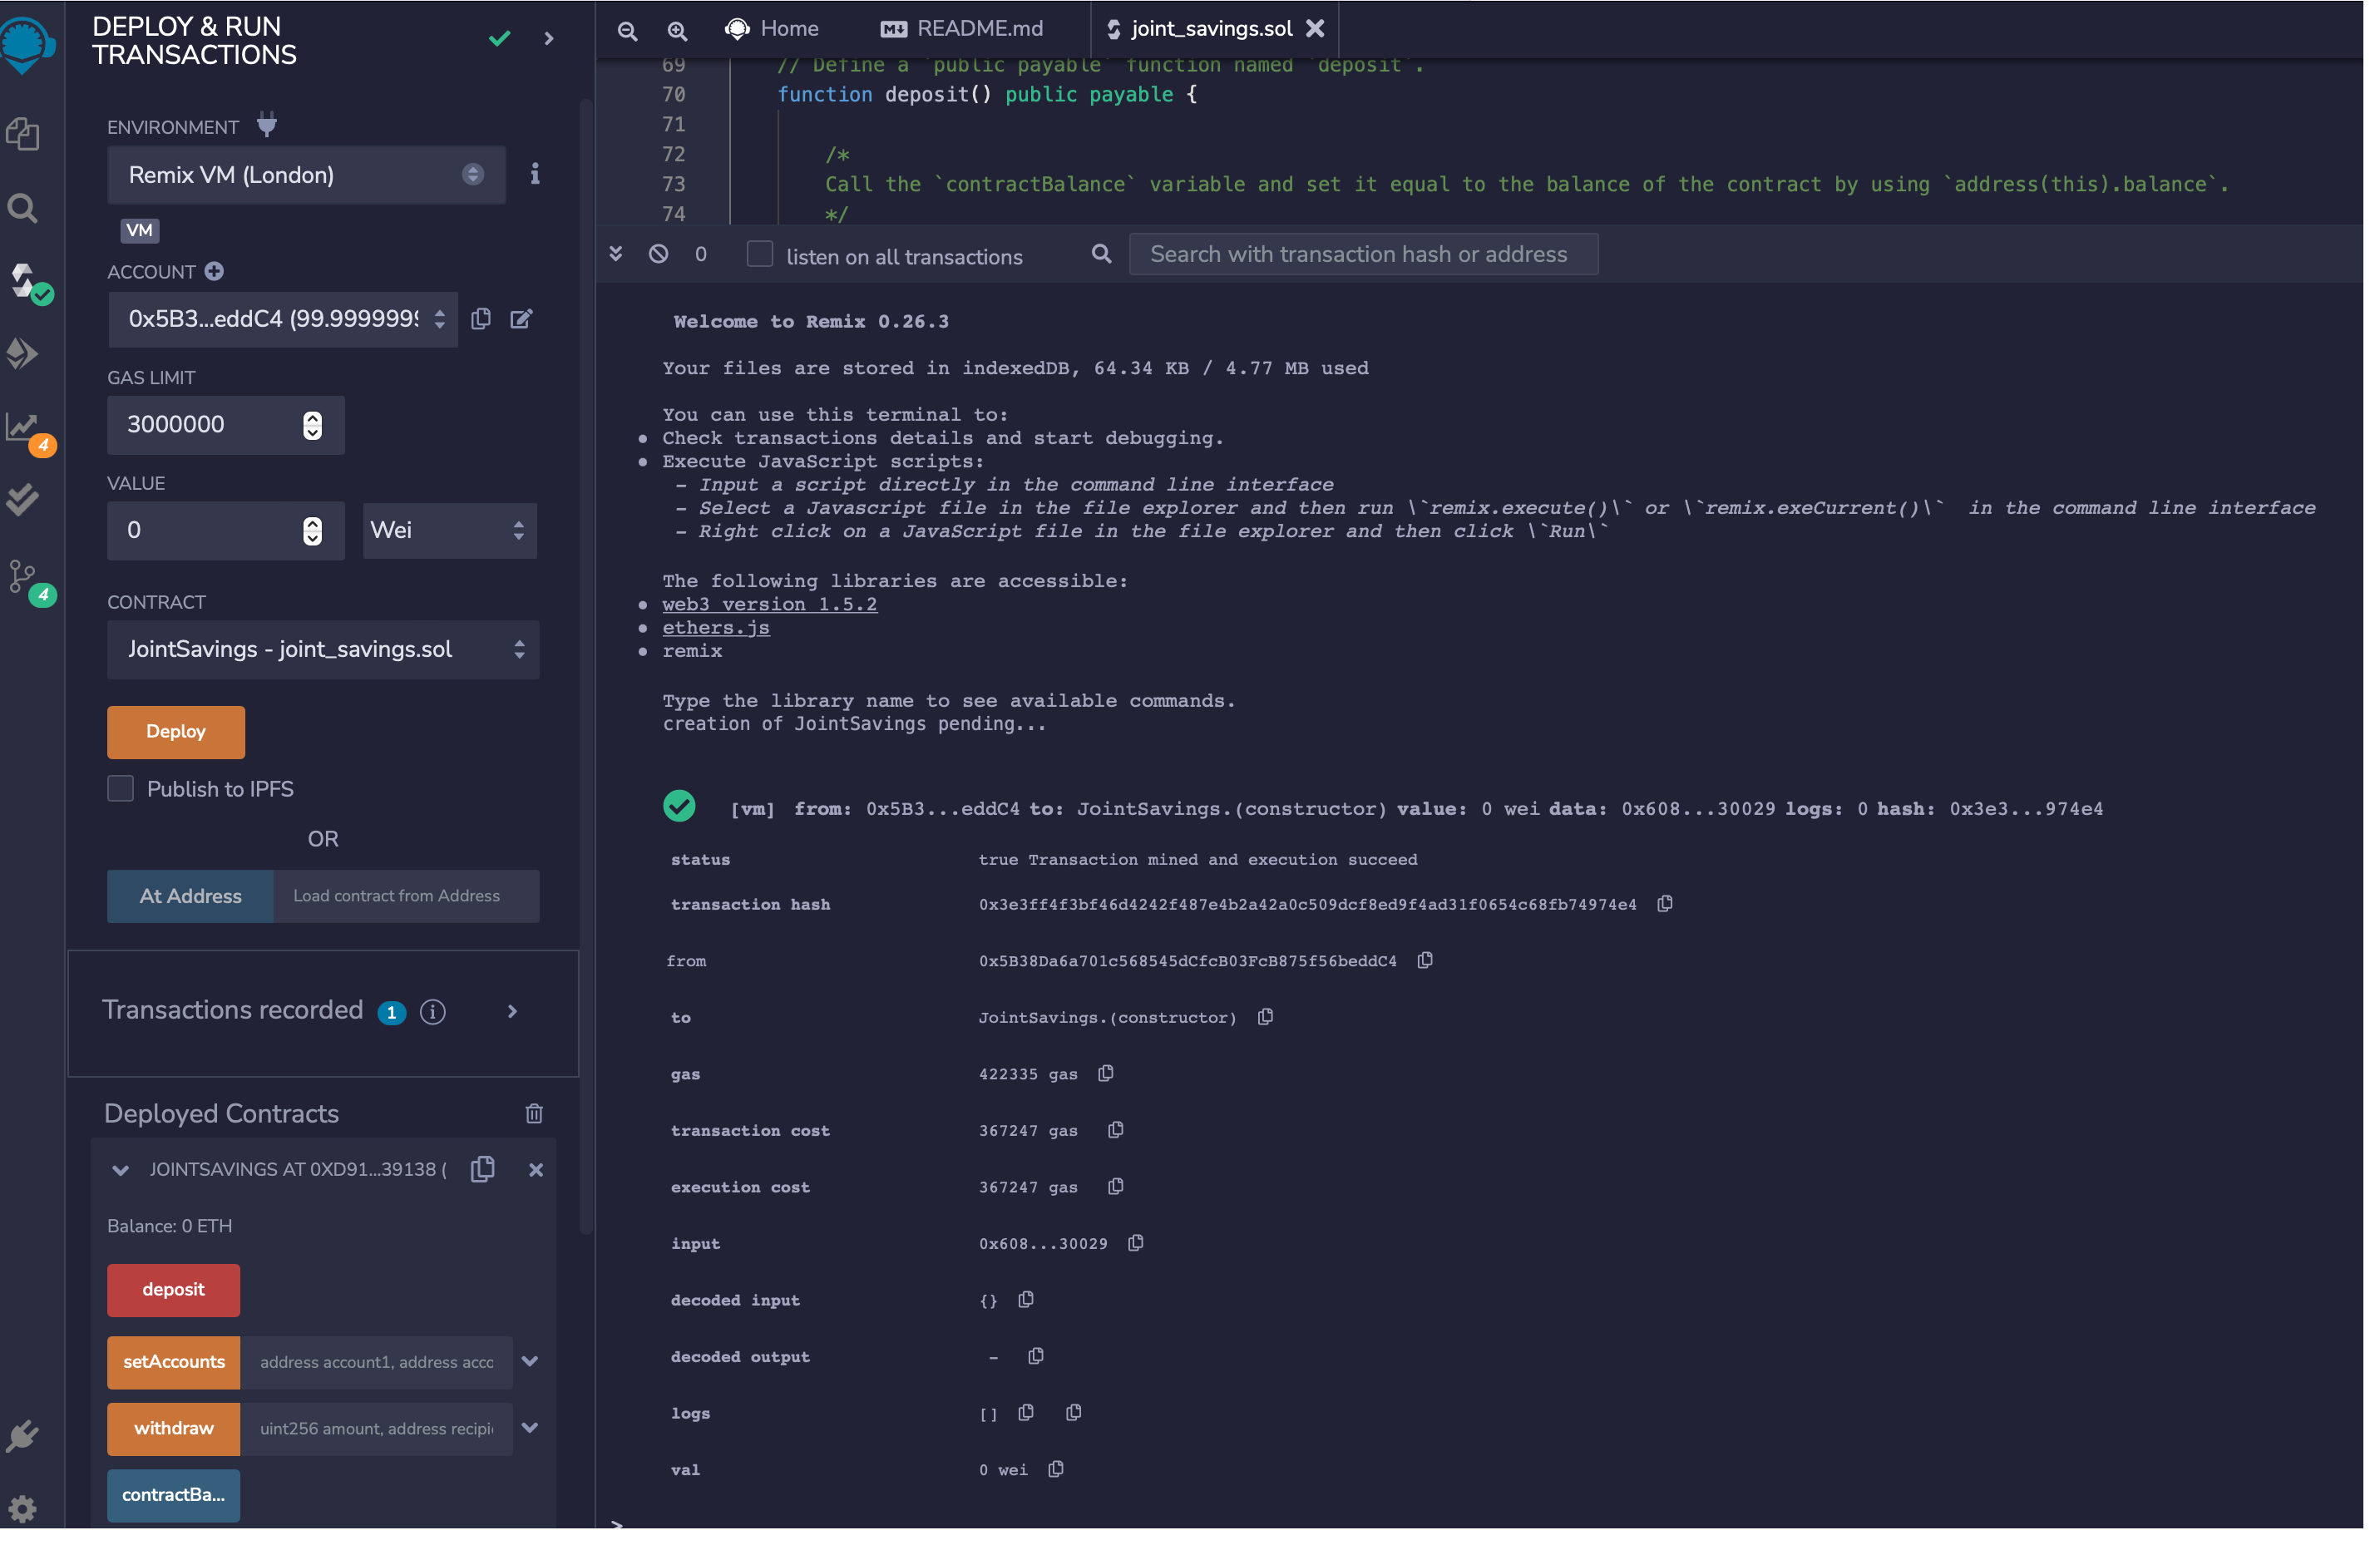 DEPLOY & RUN
TRANSACTIONS
ENVIRONMENT
Remix VM (London)
VM
ACCOUNT
0x5B3...eddC4 (99.9999999
GAS LIMIT
3000000
VALUE
0
Wei
CONTRACT
JointSavings - joint_savings.sol
Deploy
Publish to IPFS
OR
At Address
Load contract from Address
Transactions recorded 1
Deployed Contracts
JOINTSAVINGS AT 0XD91...39138 (
Balance: 0 ETH
deposit
setAccounts address account1, address acco
withdraw uint256 amount, address recipi
contractBa...
4
4
Home
README.md
joint_savings.sol
69 // Define a `public payable` function named `deposit`.
70 function deposit() public payable {
71
72 /*
73 Call the `contractBalance` variable and set it equal to the balance of the contract by using `address(this).balance`.
74 */
0
listen on all transactions
Search with transaction hash or address
Welcome to Remix 0.26.3
Your files are stored in indexedDB, 64.34 KB / 4.77 MB used
You can use this terminal to:
• Check transactions details and start debugging.
• Execute JavaScript scripts:
- Input a script directly in the command line interface
- Select a Javascript file in the file explorer and then run \`remix.execute()\` or \`remix.exeCurrent()\` in the command line interface
- Right click on a JavaScript file in the file explorer and then click \`Run\`
The following libraries are accessible:
• web3 version 1.5.2
• ethers.js
• remix
Type the library name to see available commands.
creation of JointSavings pending...
[vm] from: 0x5B3...eddC4 to: JointSavings.(constructor) value: 0 wei data: 0x608...30029 logs: 0 hash: 0x3e3...974e4
status true Transaction mined and execution succeed
transaction hash 0x3e3ff4f3bf46d4242f487e4b2a42a0c509dcf8ed9f4ad31f0654c68fb74974e4
from 0x5B38Da6a701c568545dCfcB03FcB875f56beddC4
to JointSavings.(constructor)
gas 422335 gas
transaction cost 367247 gas
execution cost 367247 gas
input 0x608...30029
decoded input {}
decoded output -
logs []
val 0 wei
>